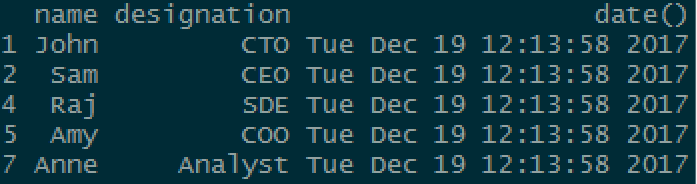 name designation date()
1 John CTO Tue Dec 19 12:13:58 2017
2 Sam CEO Tue Dec 19 12:13:58 2017
4 Raj SDE Tue Dec 19 12:13:58 2017
5 Amy COO Tue Dec 19 12:13:58 2017
7 Anne Analyst Tue Dec 19 12:13:58 2017